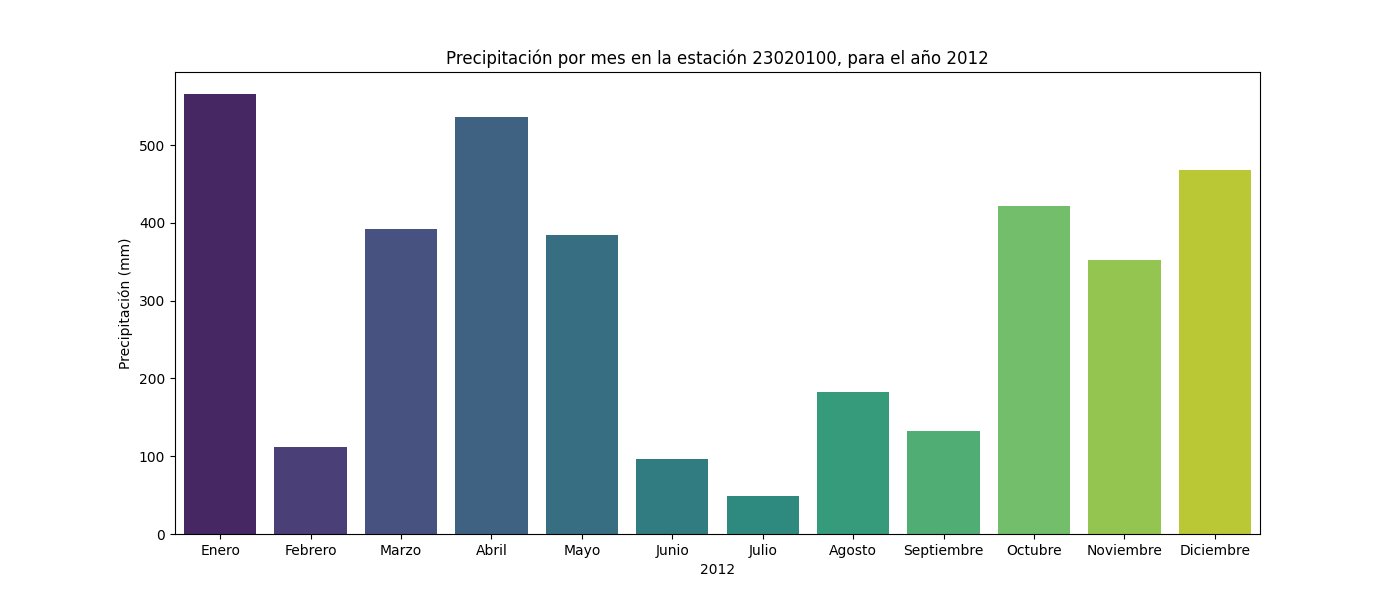 Precipitación por mes en la estación 23020100, para el año 2012
Precipitación (mm)
500
400
300
200
100
0
Enero Febrero Marzo Abril Mayo Junio Julio Agosto Septiembre Octubre Noviembre Diciembre
2012